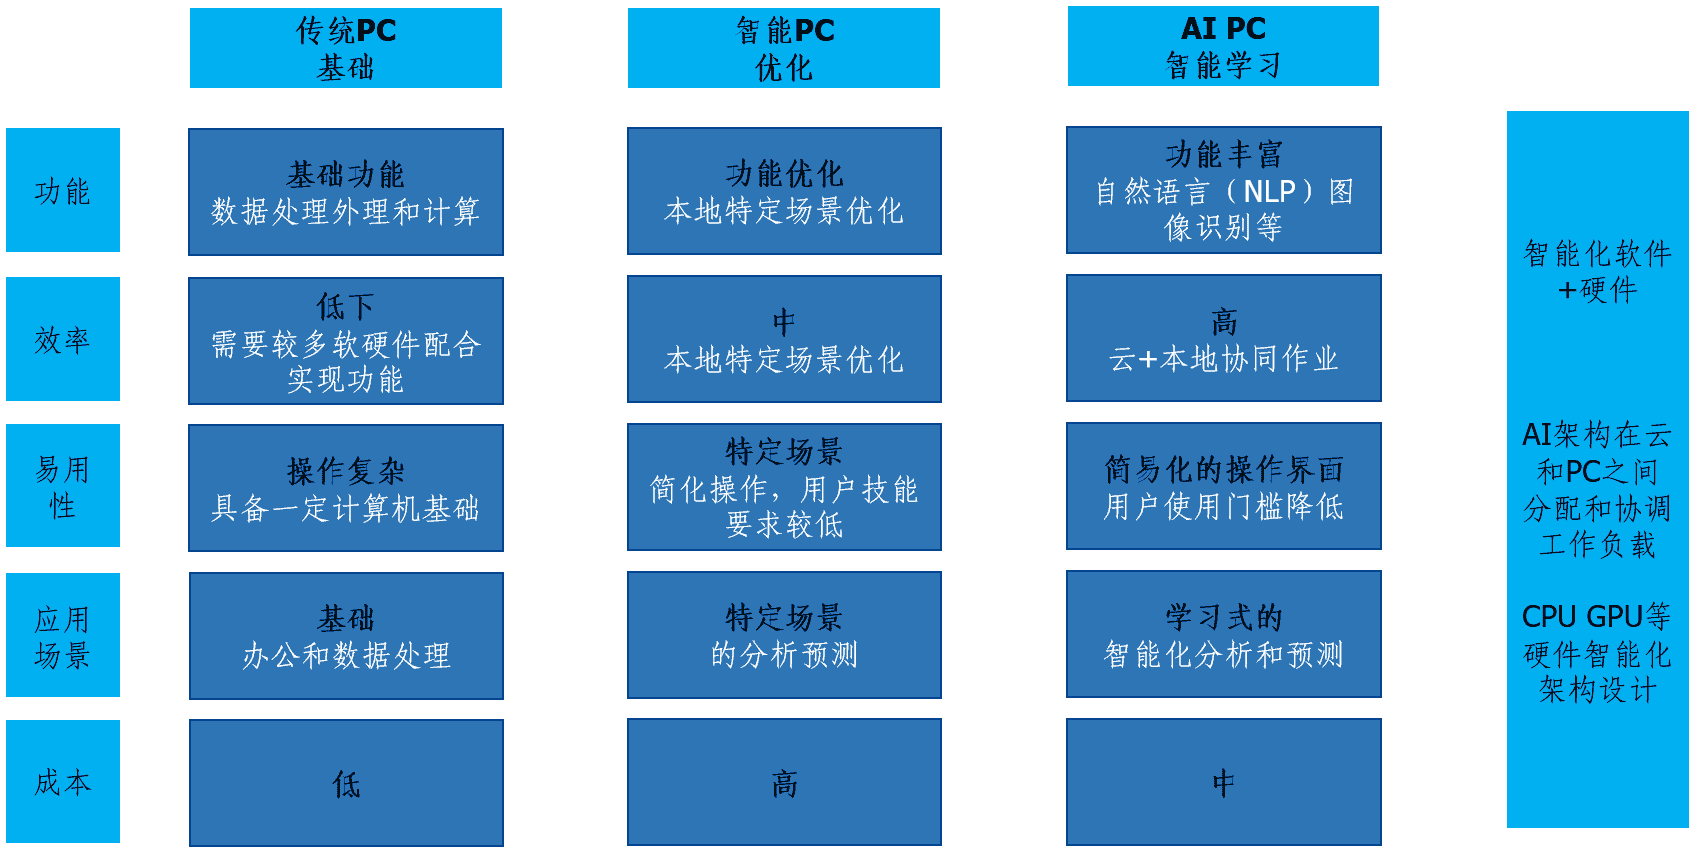 传统PC
基础
智能PC
优化
AI PC
智能学习
功能
基础功能
数据处理外理和计算
功能优化
本地特定场景优化
功能丰富
自然语言（NLP）图
像识别等
效率
低下
需要较多软硬件配合
实现功能
中
本地特定场景优化
高
云+本地协同作业
易用
性
操作复杂
具备一定计算机基础
特定场景
简化操作，用户技能
要求较低
简易化的操作界面
用户使用门槛降低
应用
场景
基础
办公和数据处理
特定场景
的分析预测
学习式的
智能化分析和预测
成本
低
高
中
智能化软件
+硬件
AI架构在云
和PC之间
分配和协调
工作负载
CPU GPU等
硬件智能化
架构设计